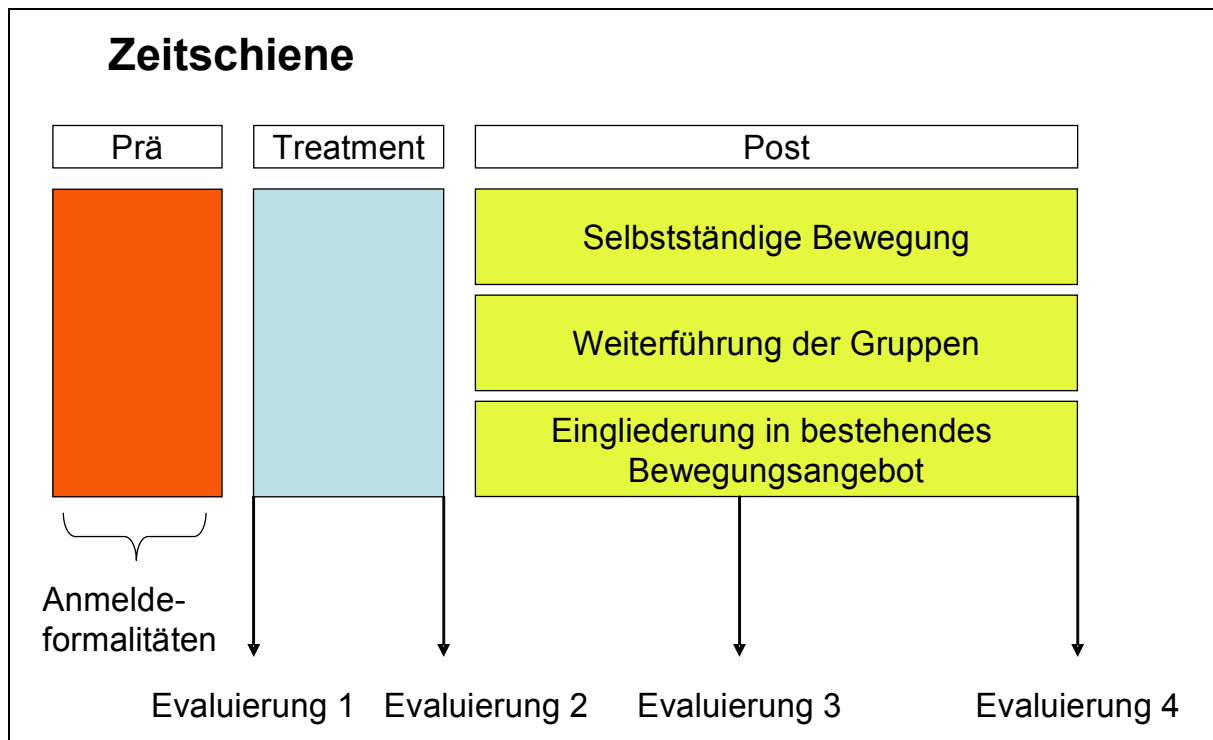 Zeitschiene
Prä
Treatment
Post
Selbstständige Bewegung
Weiterführung der Gruppen
Eingliederung in bestehendes
Bewegungsangebot
Anmelde-
formalitäten
Evaluierung 1
Evaluierung 2
Evaluierung 3
Evaluierung 4